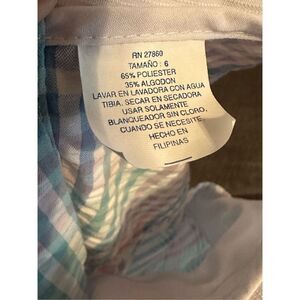 RN 27860
TAMAÑO: 6
65% POLIESTER
35% ALGODON
LAVAR EN LAVADORA CON AGUA
TIBIA. SECAR EN SECADORA
USAR SOLAMENTE
BLANQUEADOR SIN CLORO,
CUANDO SE NECESITE.
HECHO EN
FILIPINAS